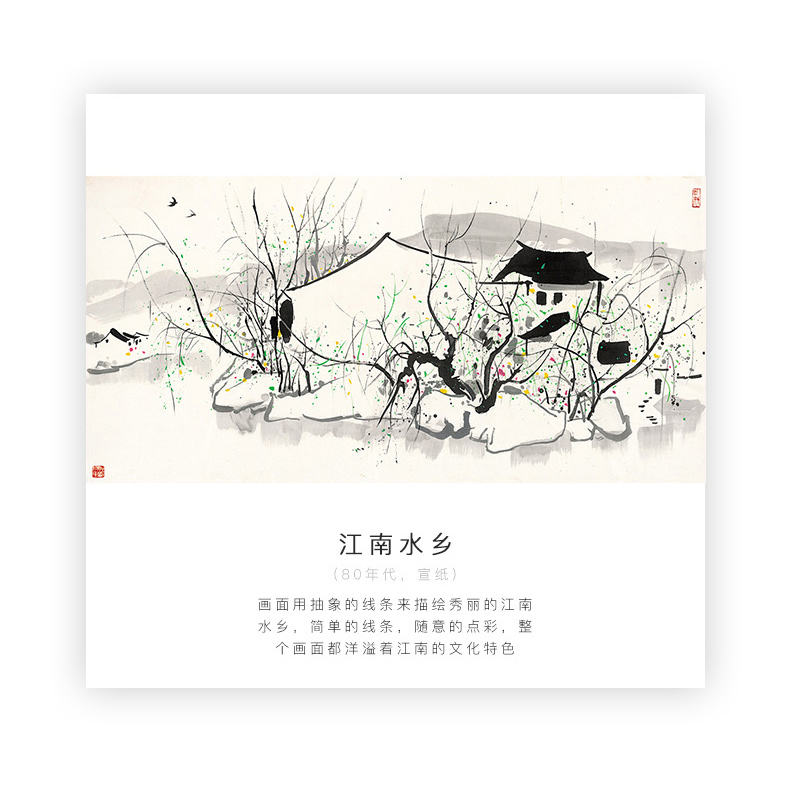 江南水乡
(80年代，宣纸)
画面用抽象的线条来描绘秀丽的江南
水乡，简单的线条，随意的点彩，整
个画面都洋溢着江南的文化特色